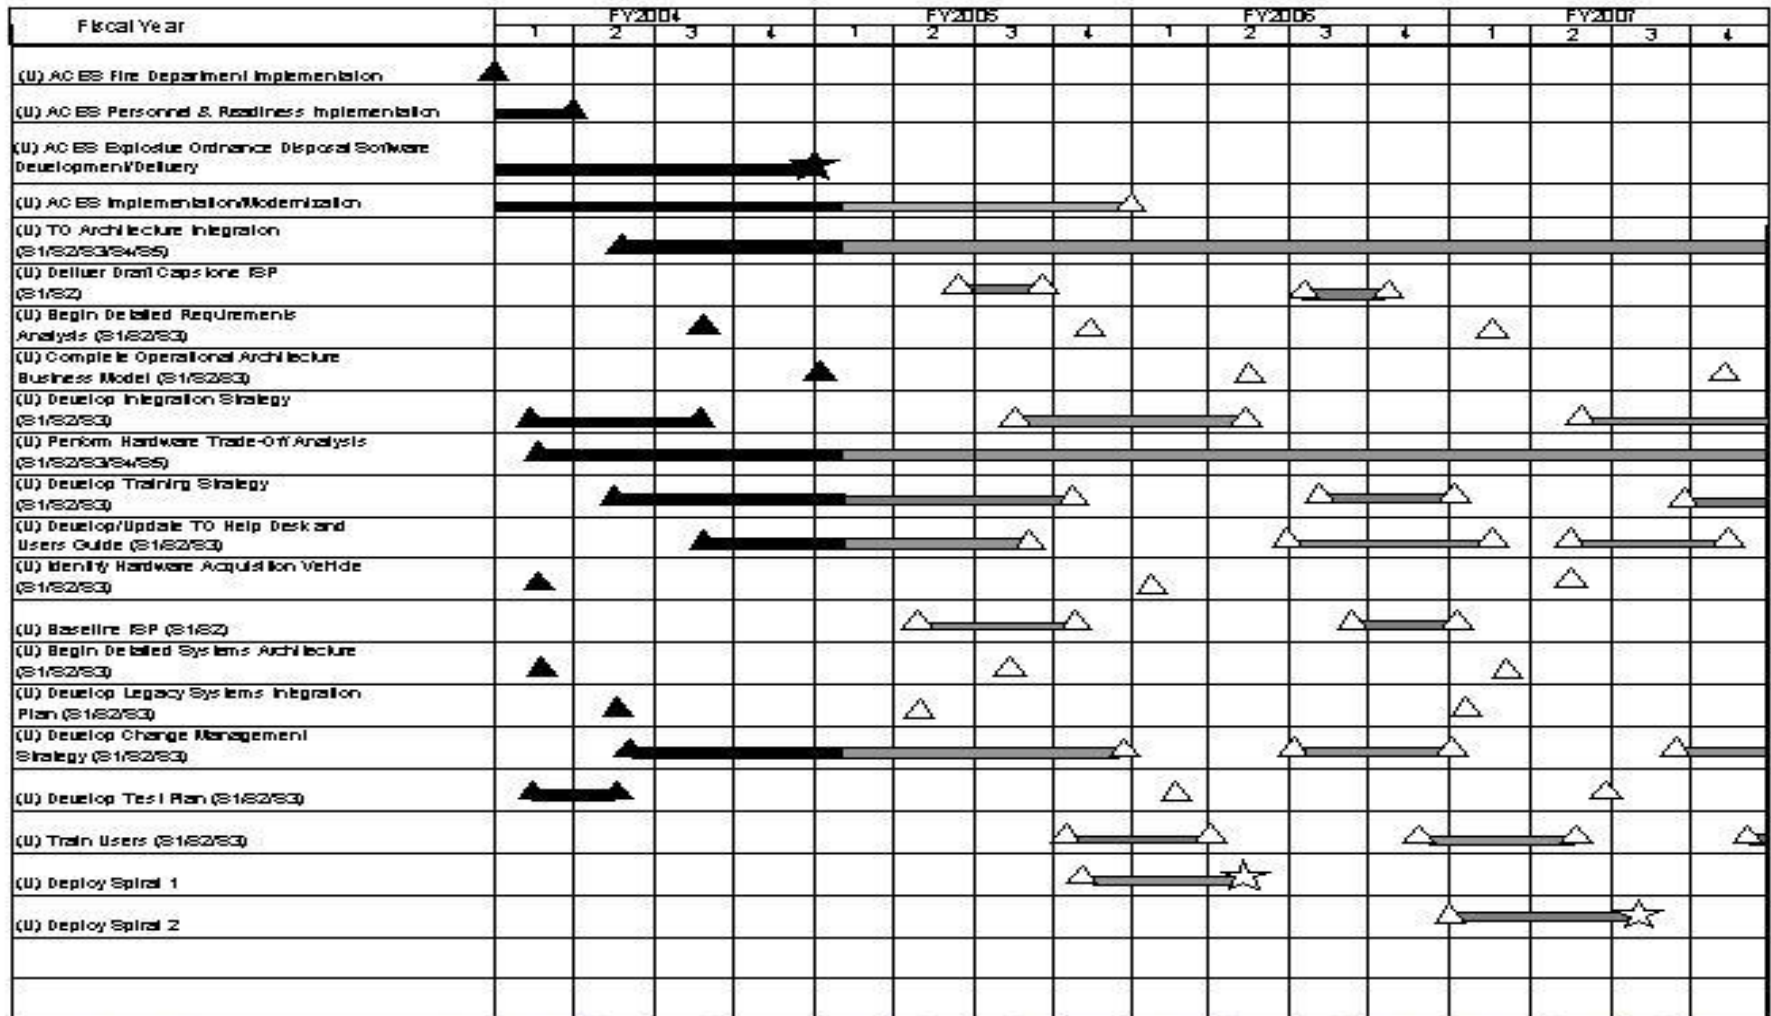 Fiscal Year
FY2004 FY2005 FY2006 FY2007
1 2 3 4 1 2 3 4 1 2 3 4 1 2 3 4
(U) ACES Fire Department Implementation
(U) ACES Personnel & Readiness Implementation
(U) ACES Explosive Ordinance Disposal Software
Development/Delivery
(U) ACES Implementation/Modernization
(U) TO Architecture Integration
(S1/S2/S3/S4/S5)
(U) Deliver Draft Capstone ISP
(S1/S2)
(U) Begin Detailed Requirements
Analysis (S1/S2/S3)
(U) Complete Operational Architecture
Business Model (S1/S2/S3)
(U) Develop Integration Strategy
(S1/S2/S3)
(U) Perform Hardware Trade-Off Analysis
(S1/S2/S3/S4/S5)
(U) Develop Training Strategy
(S1/S2/S3)
(U) Develop/Update TO Help Desk and
Users Guide (S1/S2/S3)
(U) Identify Hardware Acquisition Vehicle
(S1/S2/S3)
(U) Baseline ISP (S1/S2)
(U) Begin Detailed Systems Architecture
(S1/S2/S3)
(U) Develop Legacy Systems Integration
Plan (S1/S2/S3)
(U) Develop Change Management
Strategy (S1/S2/S3)
(U) Develop Test Plan (S1/S2/S3)
(U) Train Users (S1/S2/S3)
(U) Deploy Spiral 1
(U) Deploy Spiral 2